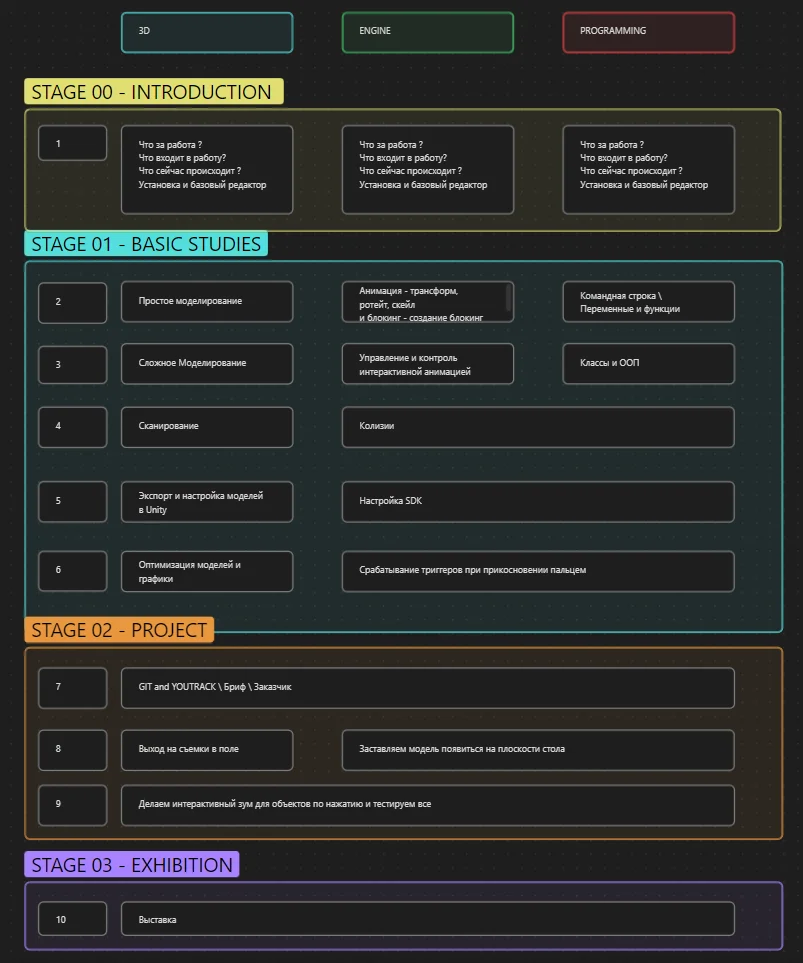 3D
ENGINE
PROGRAMMING
STAGE 00 - INTRODUCTION
1
Что за работа ?
Что входит в работу?
Что сейчас происходит ?
Установка и базовый редактор
Что за работа ?
Что входит в работу?
Что сейчас происходит ?
Установка и базовый редактор
Что за работа ?
Что входит в работу?
Что сейчас происходит ?
Установка и базовый редактор
STAGE 01 - BASIC STUDIES
2
Простое моделирование
Анимация - трансформ,
ротейт, скейл
и блокинг - создание блокинг
Командная строка \
Переменные и функции
3
Сложное Моделирование
Управление и контроль
интерактивной анимацией
Классы и ООП
4
Сканирование
Колизии
5
Экспорт и настройка моделей
в Unity
Настройка SDK
6
Оптимизация моделей и
графики
Срабатывание триггеров при прикосновении пальцем
STAGE 02 - PROJECT
7
GIT and YOUTRACK \ Бриф \ Заказчик
8
Выход на съемки в поле
Заставляем модель появиться на плоскости стола
9
Делаем интерактивный зум для объектов по нажатию и тестируем все
STAGE 03 - EXHIBITION
10
Выставка